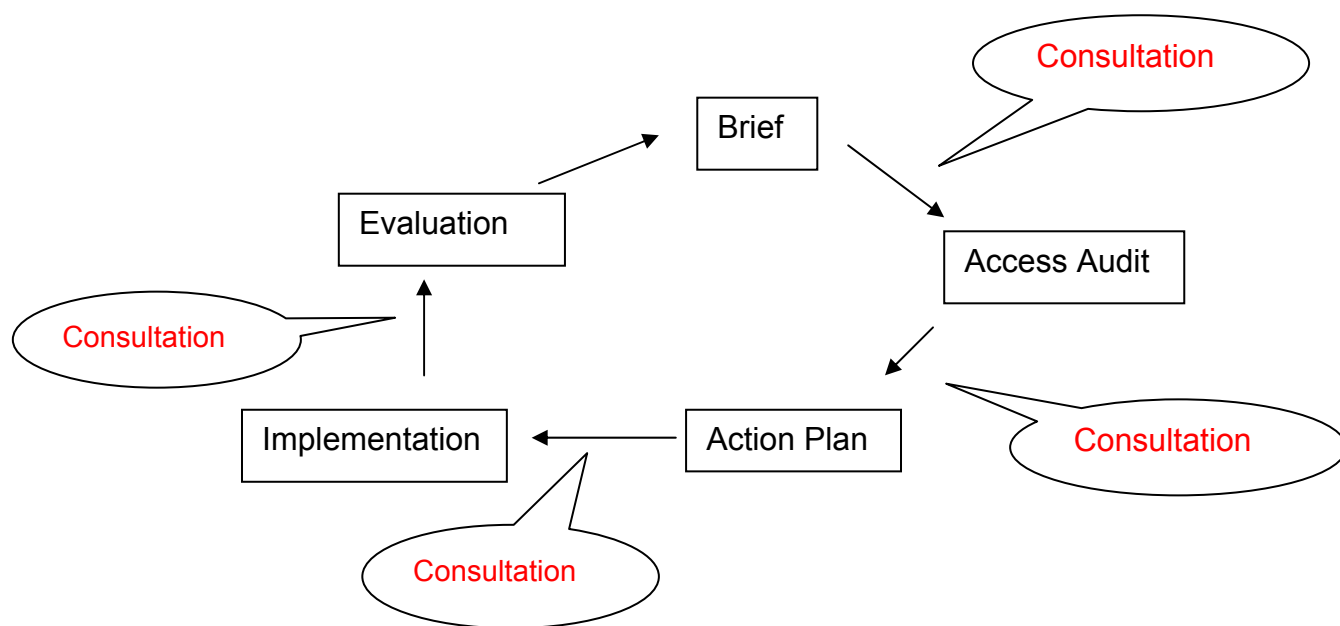 Consultation
Brief
Evaluation
Access Audit
Consultation
Implementation
Action Plan
Consultation
Consultation